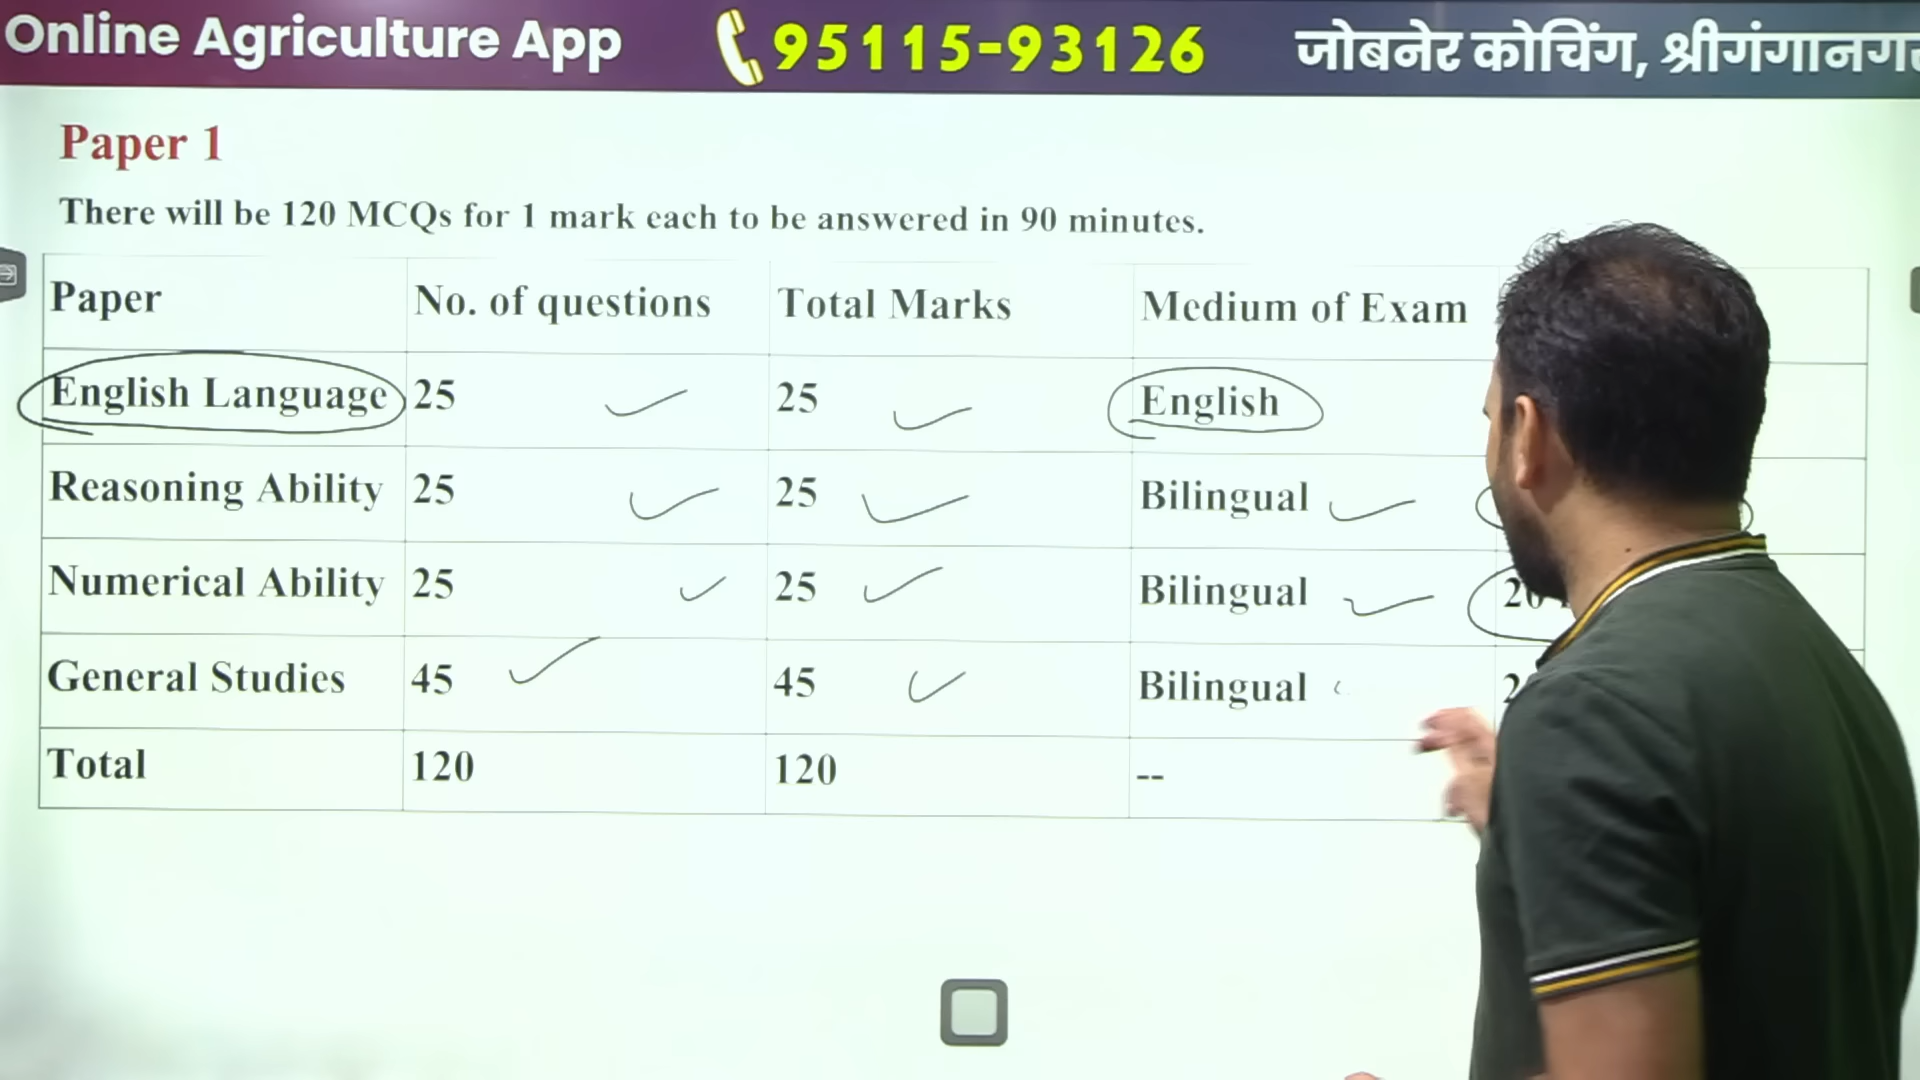 Online Agriculture App 95115-93126 जोबनेर कोचिंग, श्रीगंगानगर
Paper 1
There will be 120 MCQs for 1 mark each to be answered in 90 minutes.
Paper No. of questions Total Marks Medium of Exam
English Language 25 25 English
Reasoning Ability 25 25 Bilingual
Numerical Ability 25 25 Bilingual
General Studies 45 45 Bilingual
Total 120 120 --